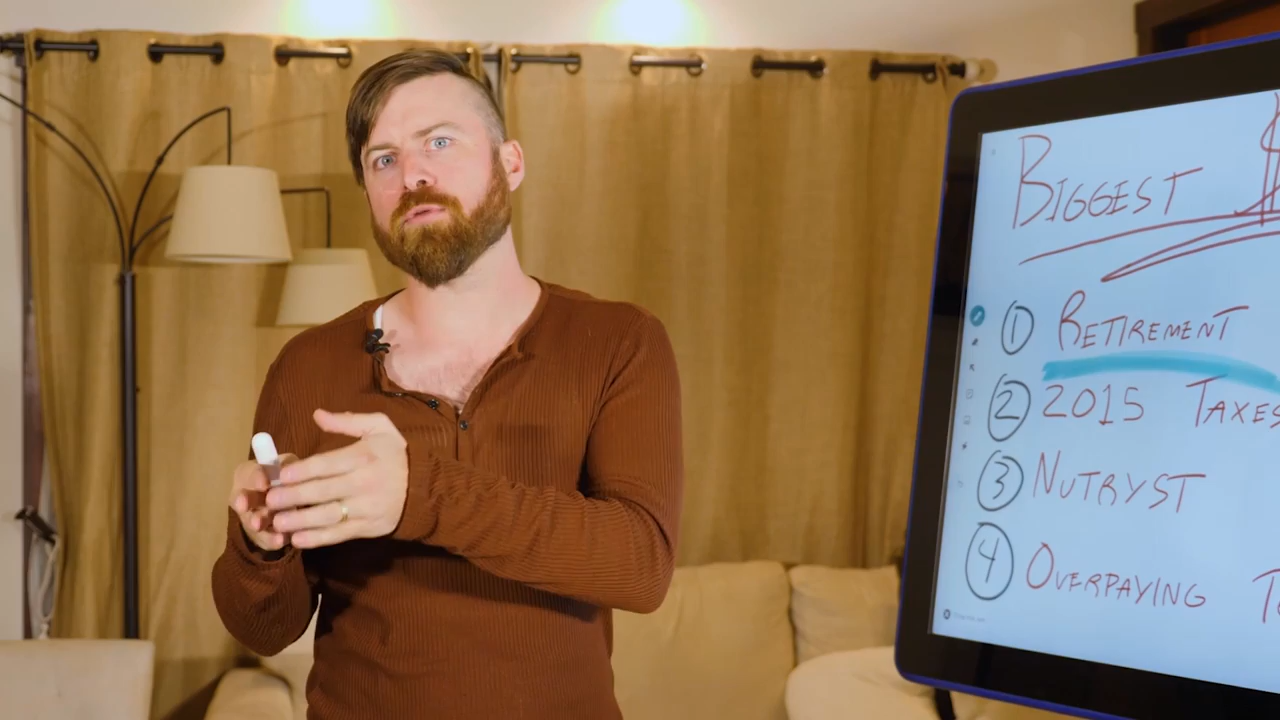 BIGGEST $
1 RETIREMENT
2 2015 TAXES
3 NUTRYST
4 OVERPAYING